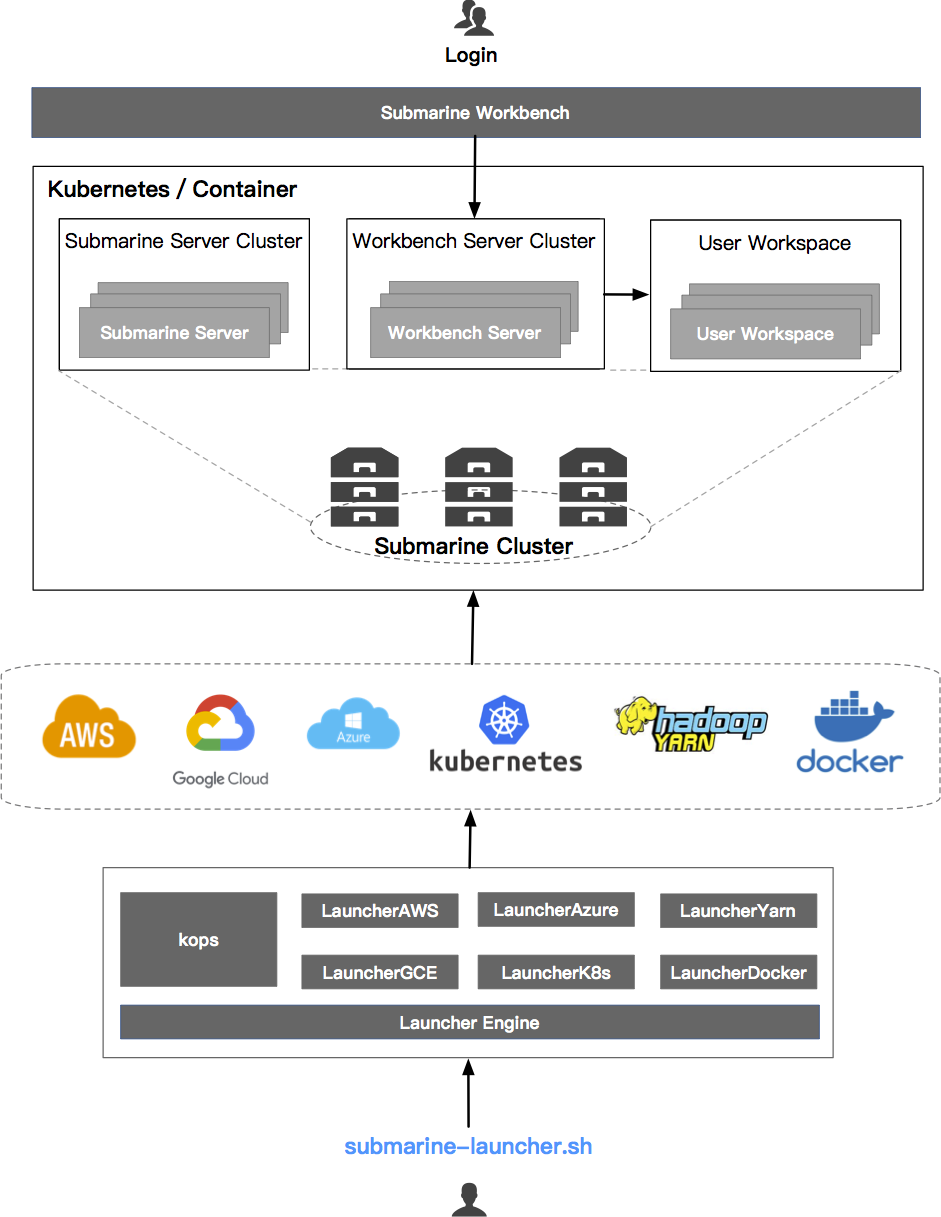 Login
Submarine Workbench
Kubernetes / Container
Submarine Server Cluster
Workbench Server Cluster
User Workspace
Submarine Server
Workbench Server
User Workspace
Submarine Cluster
AWS
Google Cloud
Azure
kubernetes
hadoop
YARN
docker
kops
LauncherAWS
LauncherAzure
LauncherYarn
LauncherGCE
LauncherK8s
LauncherDocker
Launcher Engine
submarine-launcher.sh